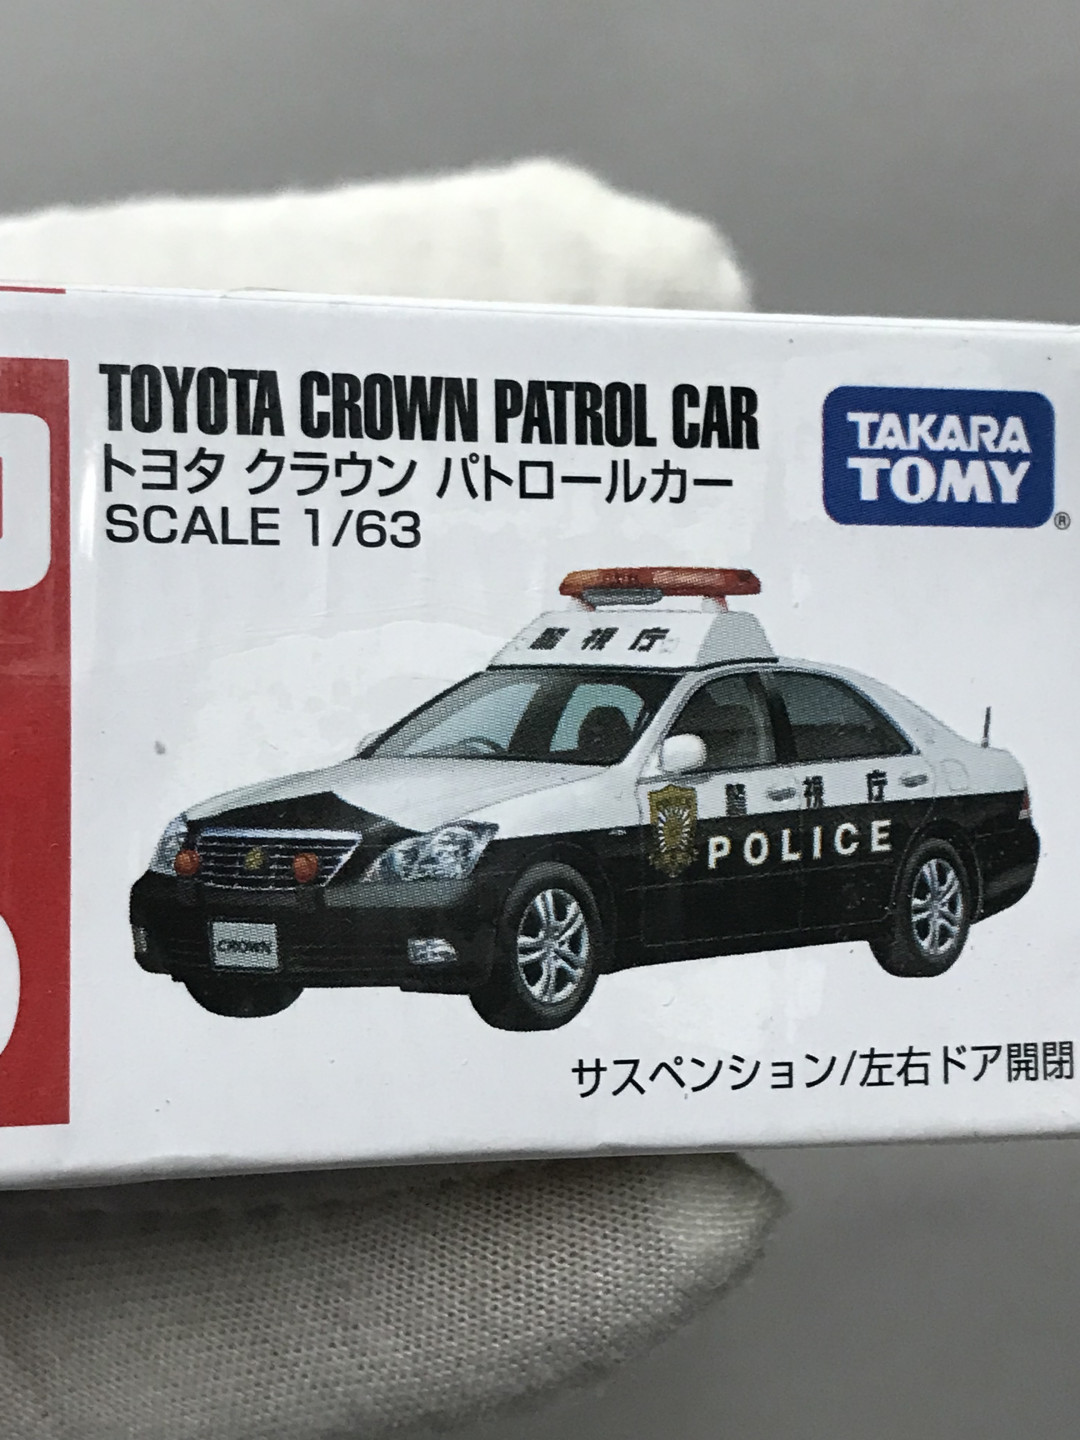 TOYOTA CROWN PATROL CAR
トヨタ クラウン パトロールカー
SCALE 1/63
TAKARA
TOMY
®
警視庁
警視庁
POLICE
CROWN
サスペンション/左右ドア開閉